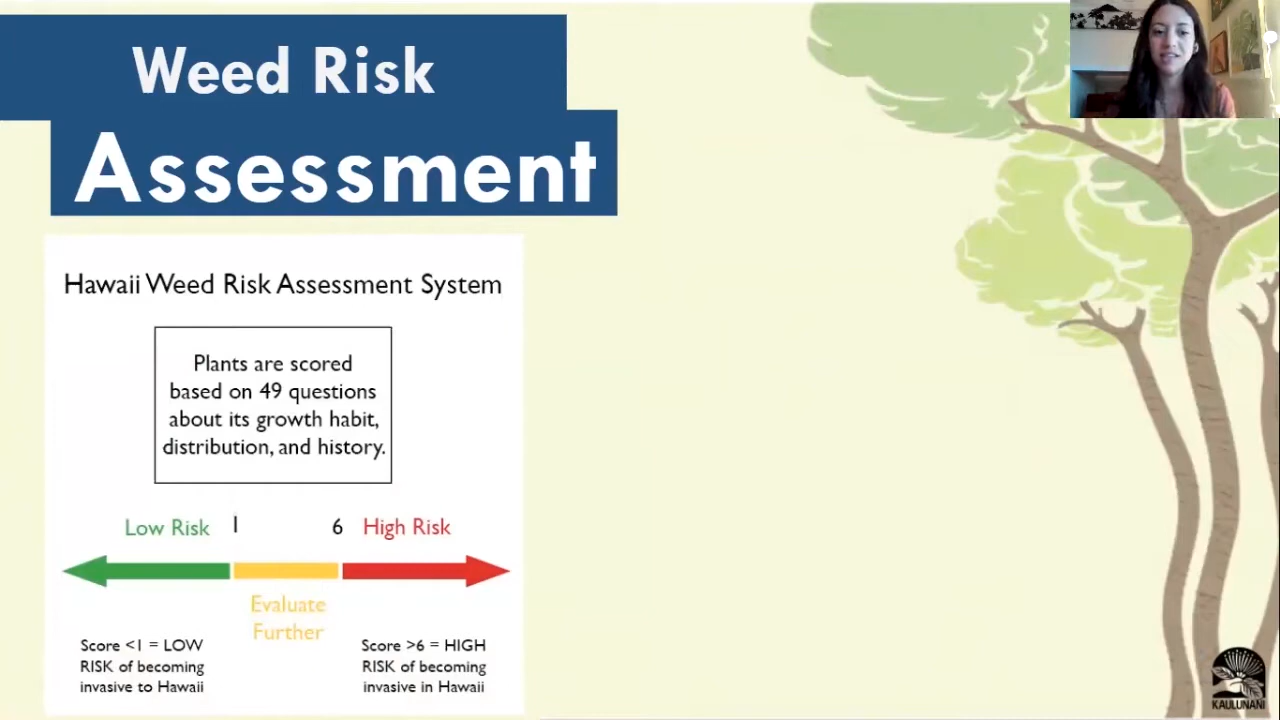 Weed Risk
Assessment
Hawaii Weed Risk Assessment System
Plants are scored
based on 49 questions
about its growth habit,
distribution, and history.
Low Risk 1 6 High Risk
Evaluate
Further
Score <1 = LOW
RISK of becoming
invasive to Hawaii
Score >6 = HIGH
RISK of becoming
invasive in Hawaii
KAULUNANI